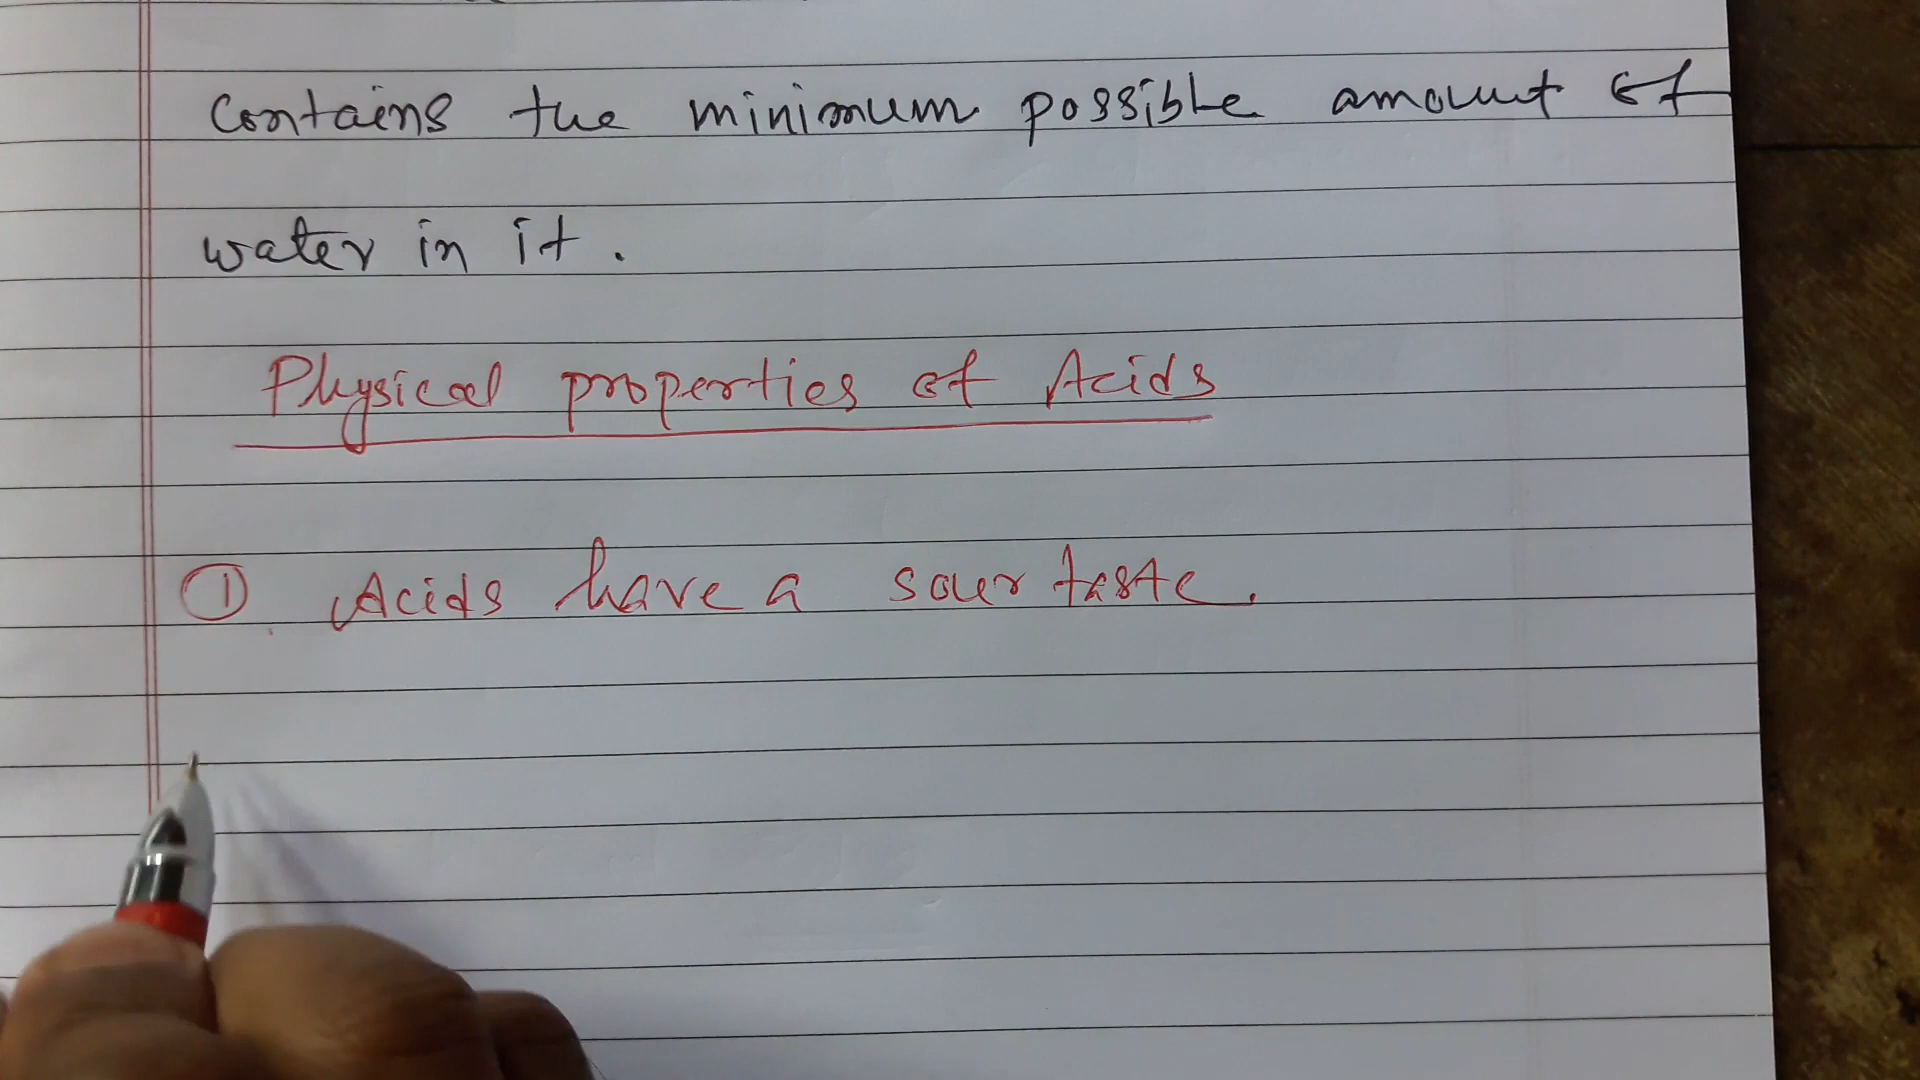 contains the minimum possible amount of
water in it.
Physical properties of Acids
① Acids have a sour taste.